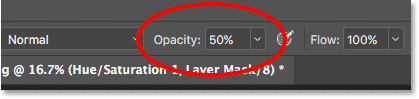 Normal Opacity: 50% Flow: 100%
g @ 16.7% (Hue/Saturation 1, Layer Mask/8) *